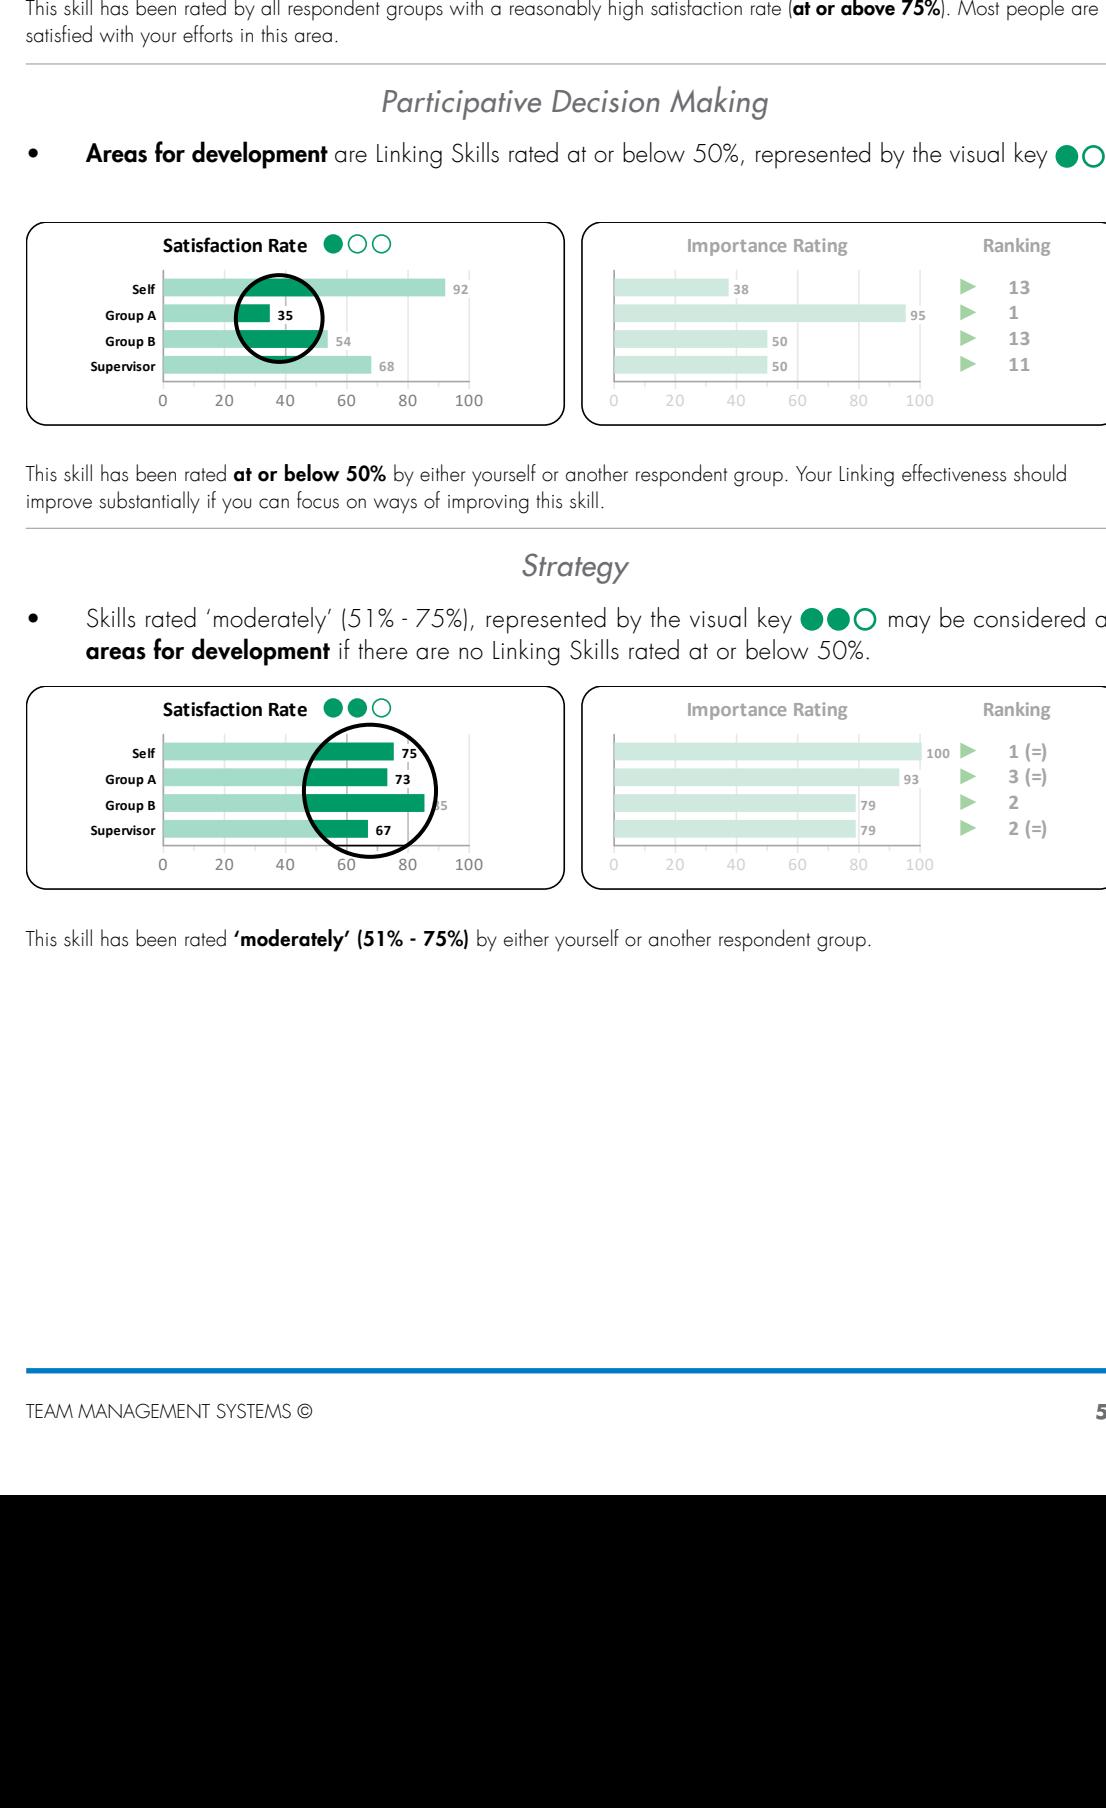 This skill has been rated by all respondent groups with a reasonably high satisfaction rate (at or above 75%). Most people are
satisfied with your efforts in this area.
Participative Decision Making
• Areas for development are Linking Skills rated at or below 50%, represented by the visual key
Satisfaction Rate
Self 92
Group A 35
Group B 54
Supervisor 68
0 20 40 60 80 100
Importance Rating Ranking
38 13
95 1
50 13
50 11
0 20 40 60 80 100
This skill has been rated at or below 50% by either yourself or another respondent group. Your Linking effectiveness should
improve substantially if you can focus on ways of improving this skill.
Strategy
• Skills rated ‘moderately’ (51% - 75%), represented by the visual key may be considered a
areas for development if there are no Linking Skills rated at or below 50%.
Satisfaction Rate
Self 75
Group A 73
Group B
Supervisor 67
0 20 40 60 80 100
Importance Rating Ranking
100 1 (=)
93 3 (=)
79 2
79 2 (=)
0 20 40 60 80 100
This skill has been rated ‘moderately’ (51% - 75%) by either yourself or another respondent group.
TEAM MANAGEMENT SYSTEMS © 5